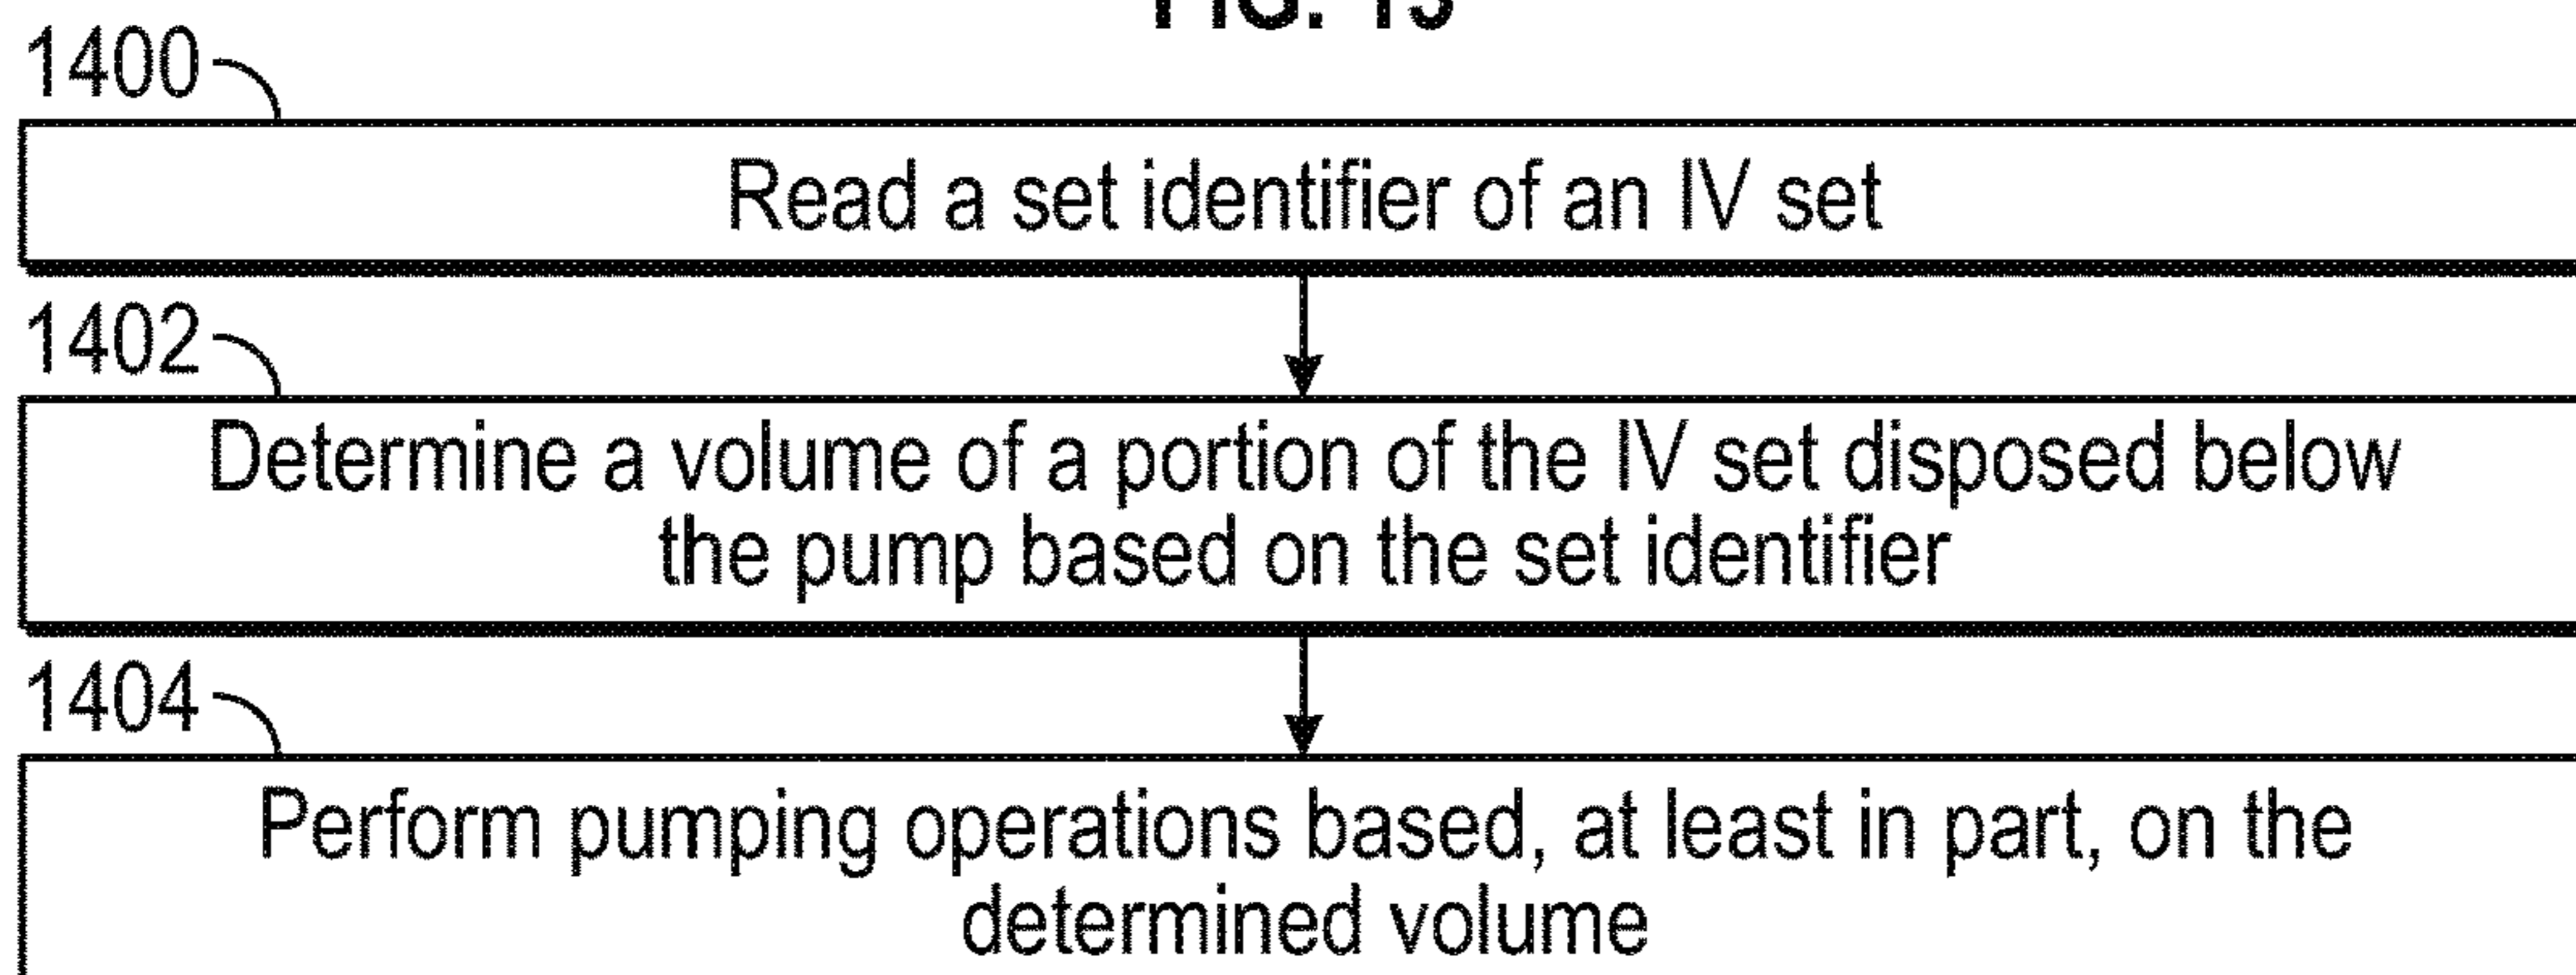 FIG. 13
1400
Read a set identifier of an IV set
1402
Determine a volume of a portion of the IV set disposed below
the pump based on the set identifier
1404
Perform pumping operations based, at least in part, on the
determined volume